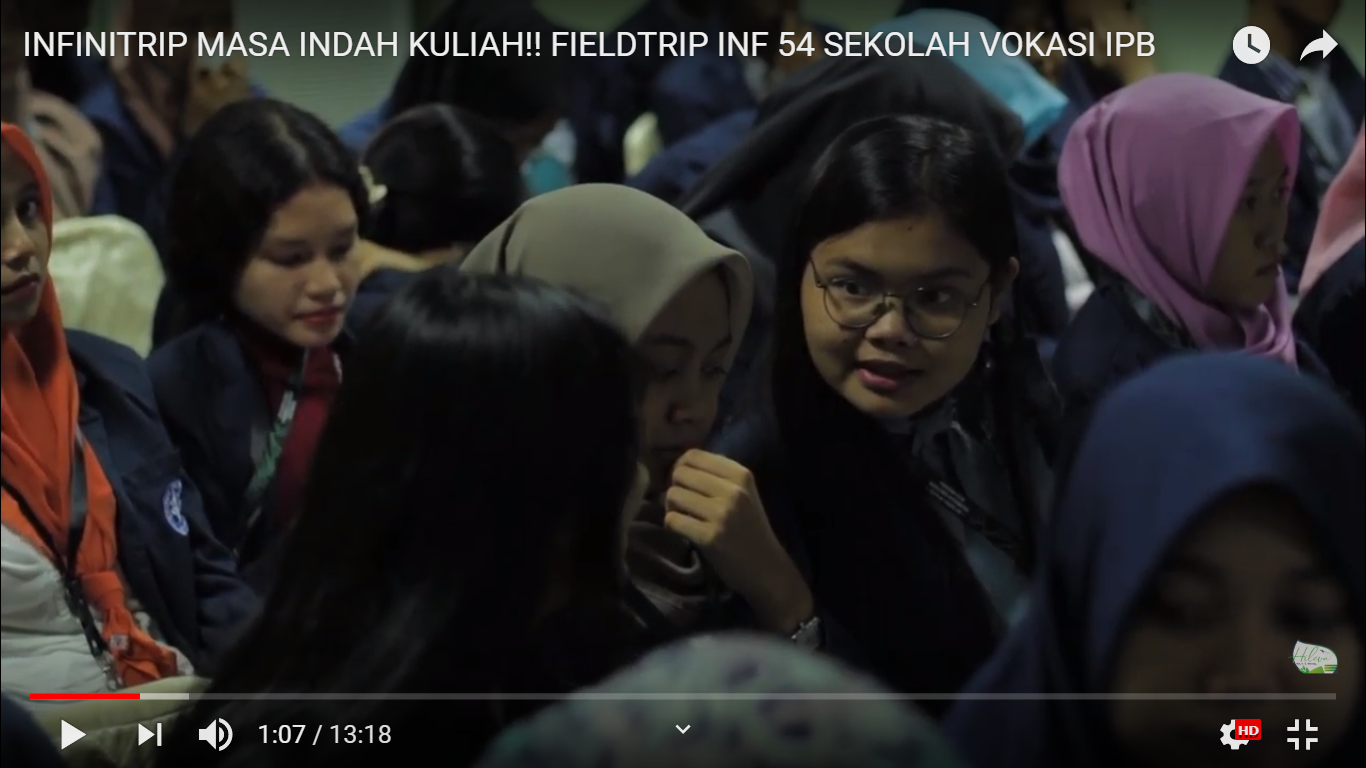 INFINITRIP MASA INDAH KULIAH!! FIELDTRIP INF 54 SEKOLAH VOKASI IPB
1:07 / 13:18
HD